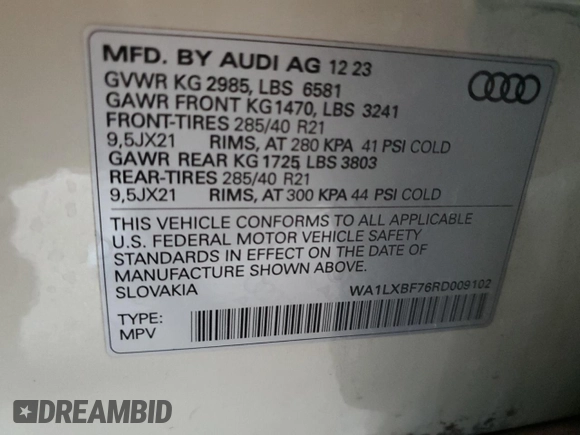 MFD. BY AUDI AG 12 23
GVWR KG 2985, LBS 6581
GAWR FRONT KG 1470, LBS 3241
FRONT-TIRES 285/40 R21
9,5JX21 RIMS, AT 280 KPA 41 PSI COLD
GAWR REAR KG 1725 LBS 3803
REAR-TIRES 285/40 R21
9,5JX21 RIMS, AT 300 KPA 44 PSI COLD
THIS VEHICLE CONFORMS TO ALL APPLICABLE
U.S. FEDERAL MOTOR VEHICLE SAFETY
STANDARDS IN EFFECT ON THE DATE OF
MANUFACTURE SHOWN ABOVE.
SLOVAKIA WA1LXBF76RD009102
TYPE:
MPV
DREAMBID